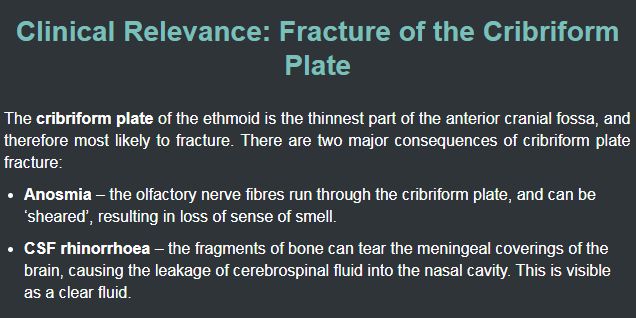 Clinical Relevance: Fracture of the Cribriform
Plate
The cribriform plate of the ethmoid is the thinnest part of the anterior cranial fossa, and
therefore most likely to fracture. There are two major consequences of cribriform plate
fracture:
• Anosmia – the olfactory nerve fibres run through the cribriform plate, and can be
‘sheared’, resulting in loss of sense of smell.
• CSF rhinorrhoea – the fragments of bone can tear the meningeal coverings of the
brain, causing the leakage of cerebrospinal fluid into the nasal cavity. This is visible
as a clear fluid.